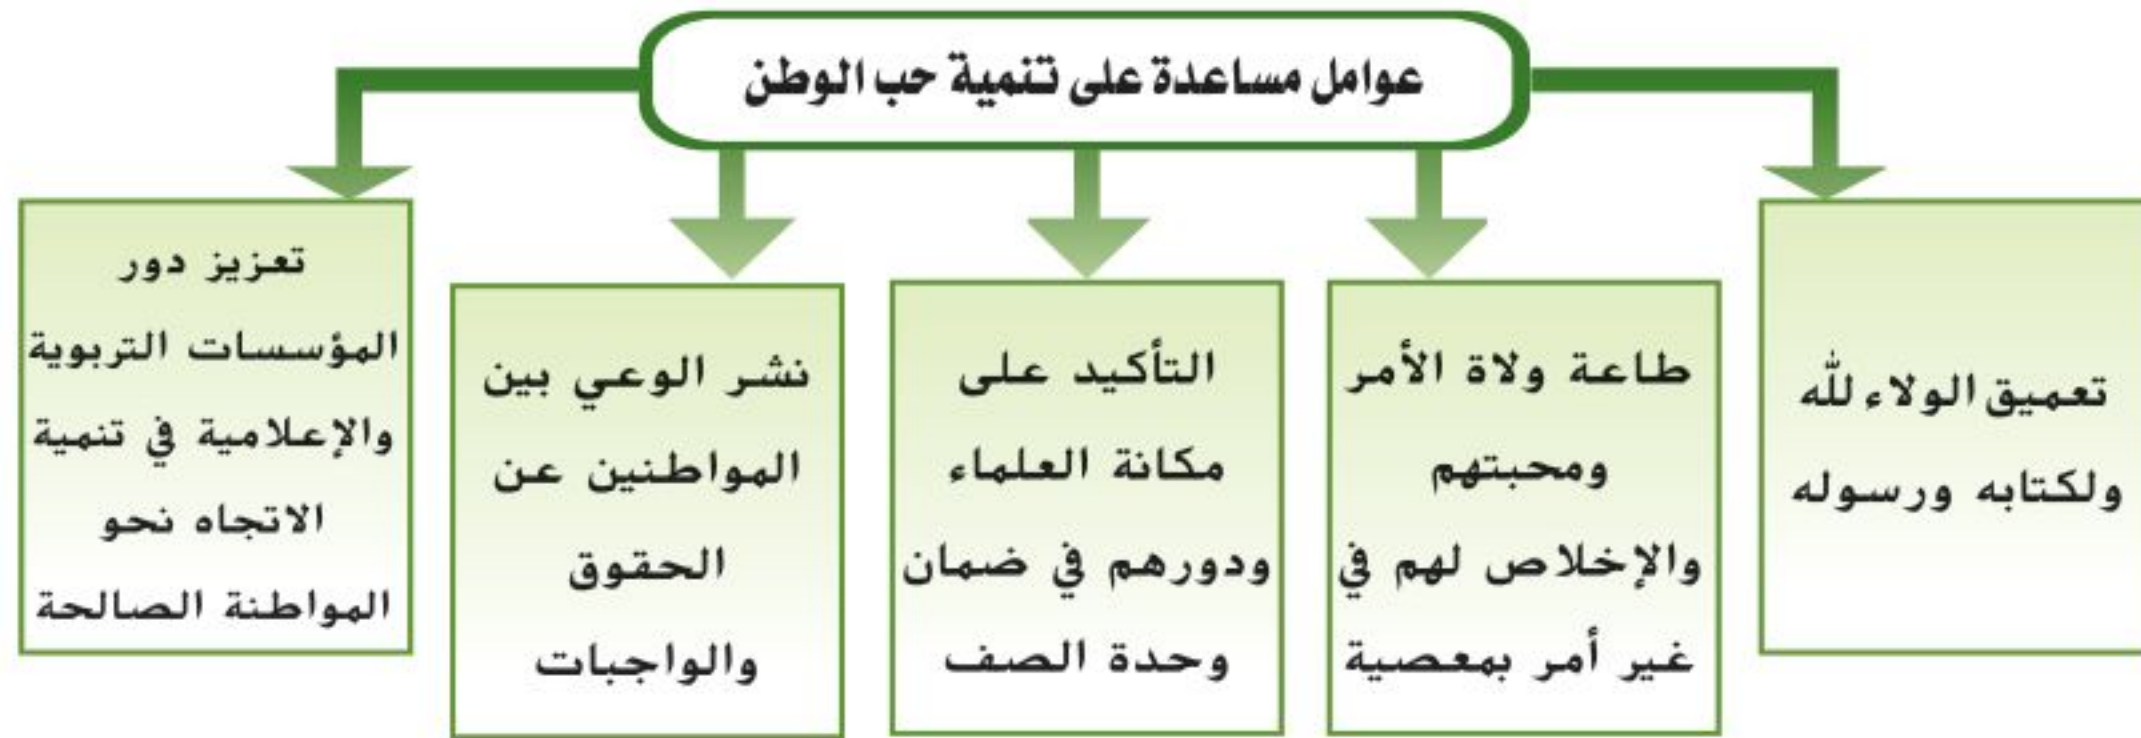 عوامل مساعدة على تنمية حب الوطن
تعميق الولاء لله
ولكتابه ورسوله
طاعة ولاة الأمر
ومحبتهم
والإخلاص لهم في
غير أمر بمعصية
التأكيد على
مكانة العلماء
ودورهم في ضمان
وحدة الصف
نشر الوعي بين
المواطنين عن
الحقوق
والواجبات
تعزيز دور
المؤسسات التربوية
والإعلامية في تنمية
الاتجاه نحو
المواطنة الصالحة